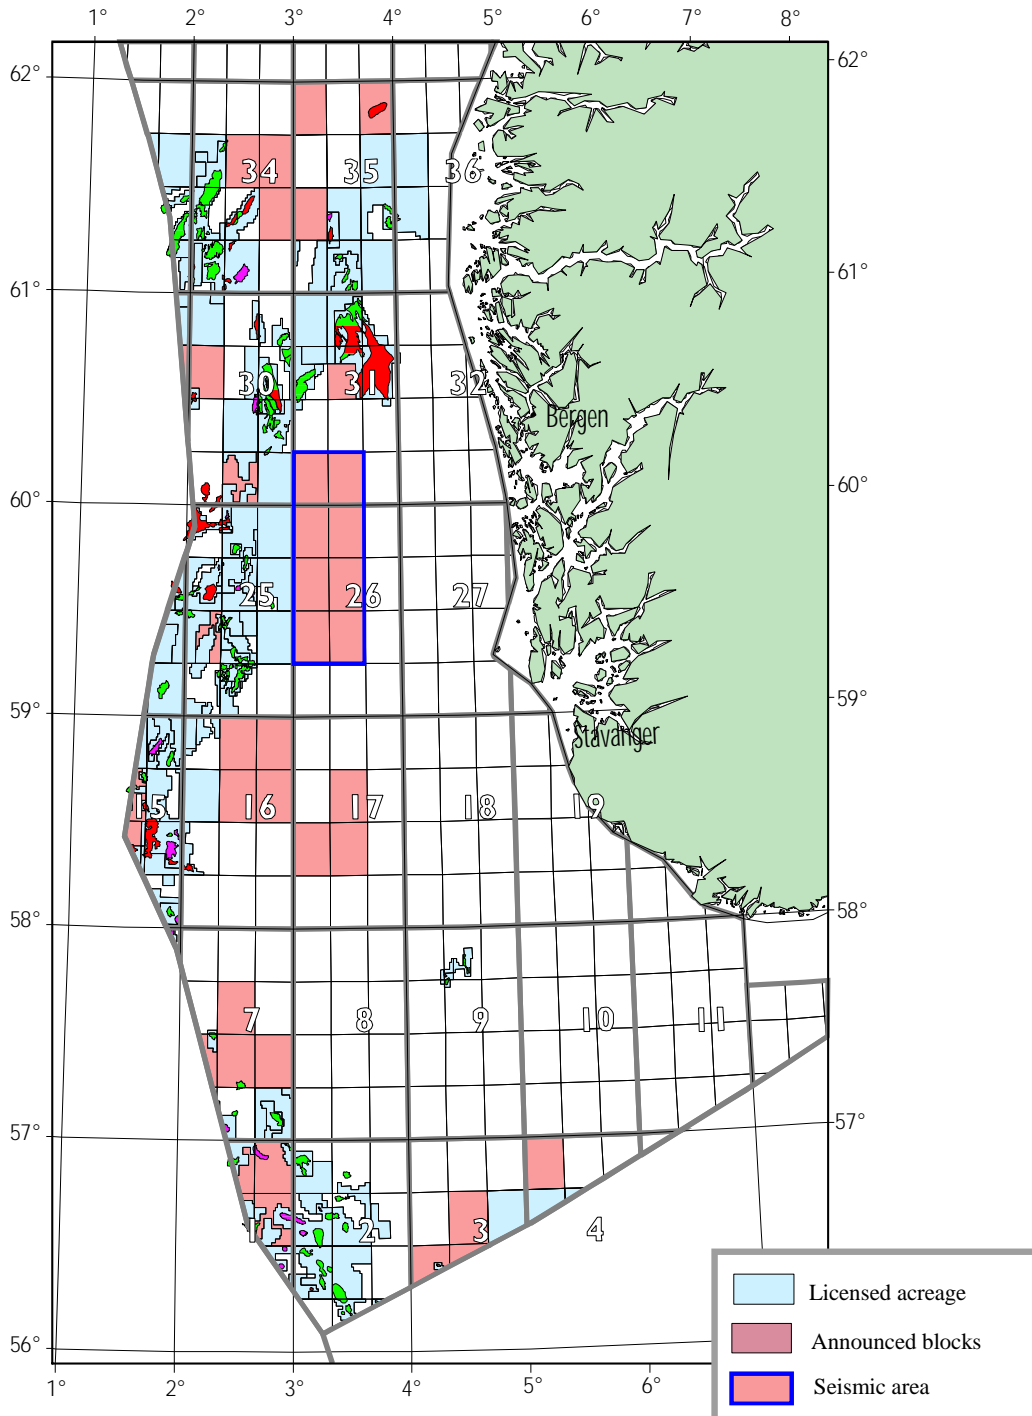 1° 2° 3° 4° 5° 6° 7° 8°
62° 62°
34 35 36
61° 61°
30 31 32
Bergen
60° 60°
25 26 27
59° 59°
Stavanger
15 16 17 18 19
58° 58°
7 8 9 10 11
57° 57°
1 2 3 4
Licensed acreage
Announced blocks
56°
Seismic area
1° 2° 3° 4° 5° 6°